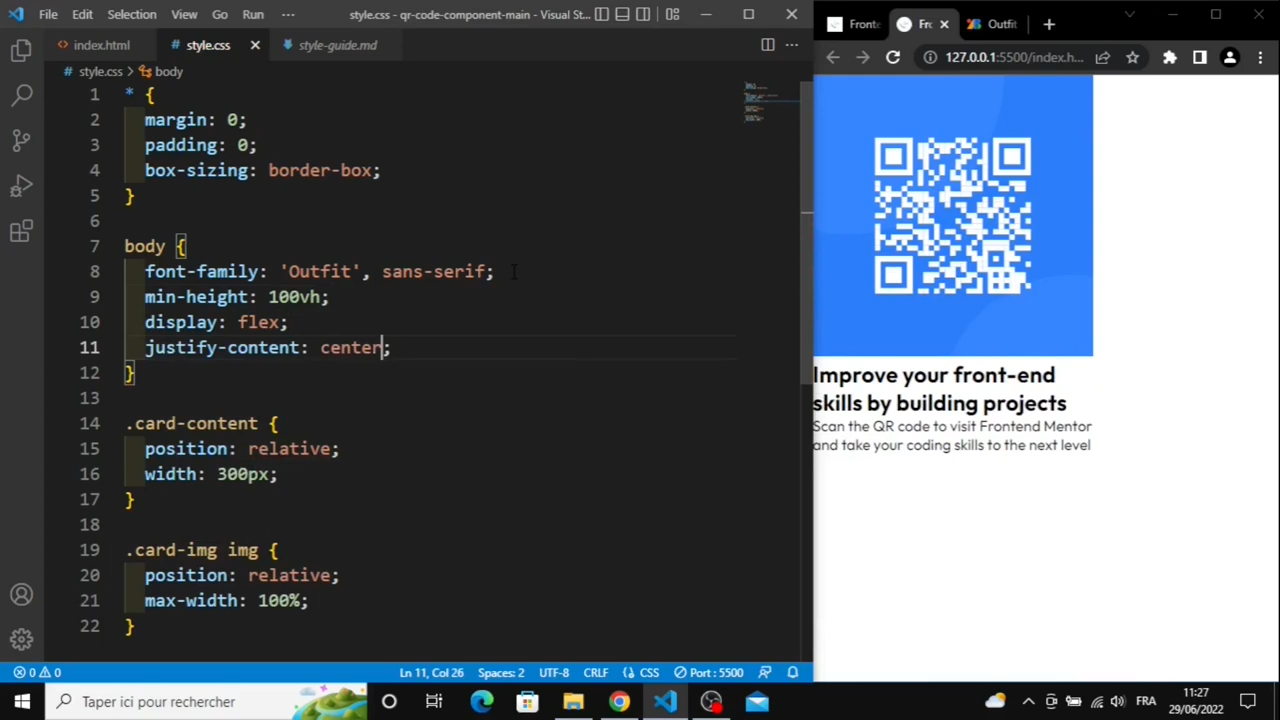 File Edit Selection View Go Run ··· style.css - qr-code-component-main - Visual St...
index.html style.css style-guide.md
# style.css > body
1 * {
2 margin: 0;
3 padding: 0;
4 box-sizing: border-box;
5 }
6
7 body {
8 font-family: 'Outfit', sans-serif;
9 min-height: 100vh;
10 display: flex;
11 justify-content: center;
12 }
13
14 .card-content {
15 position: relative;
16 width: 300px;
17 }
18
19 .card-img img {
20 position: relative;
21 max-width: 100%;
22 }
0 0 Ln 11, Col 26 Spaces: 2 UTF-8 CRLF {} CSS Port : 5500
Fronte Fro Outfit
127.0.0.1:5500/index.h...
Improve your front-end
skills by building projects
Scan the QR code to visit Frontend Mentor
and take your coding skills to the next level
Taper ici pour rechercher FRA 11:27
29/06/2022